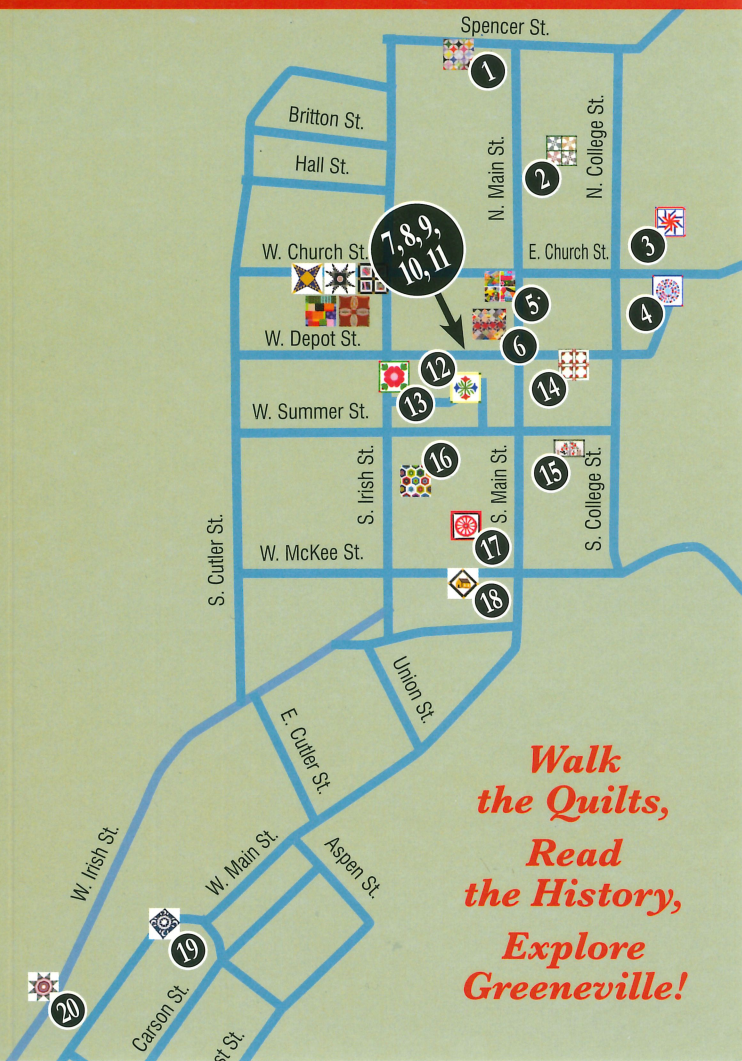 Spencer St.
1
Britton St.
Hall St.
N. Main St.
2
N. College St.
W. Church St.
7, 8, 9,
10, 11
E. Church St.
3
4
5
6
W. Depot St.
12
13
14
W. Summer St.
S. Irish St.
16
S. Main St.
15
S. College St.
17
W. McKee St.
S. Cutler St.
18
Union St.
E. Cutler St.
Walk
the Quilts,
Read
the History,
Explore
Greeneville!
W. Irish St.
W. Main St.
Aspen St.
19
20
Carson St.
st St.